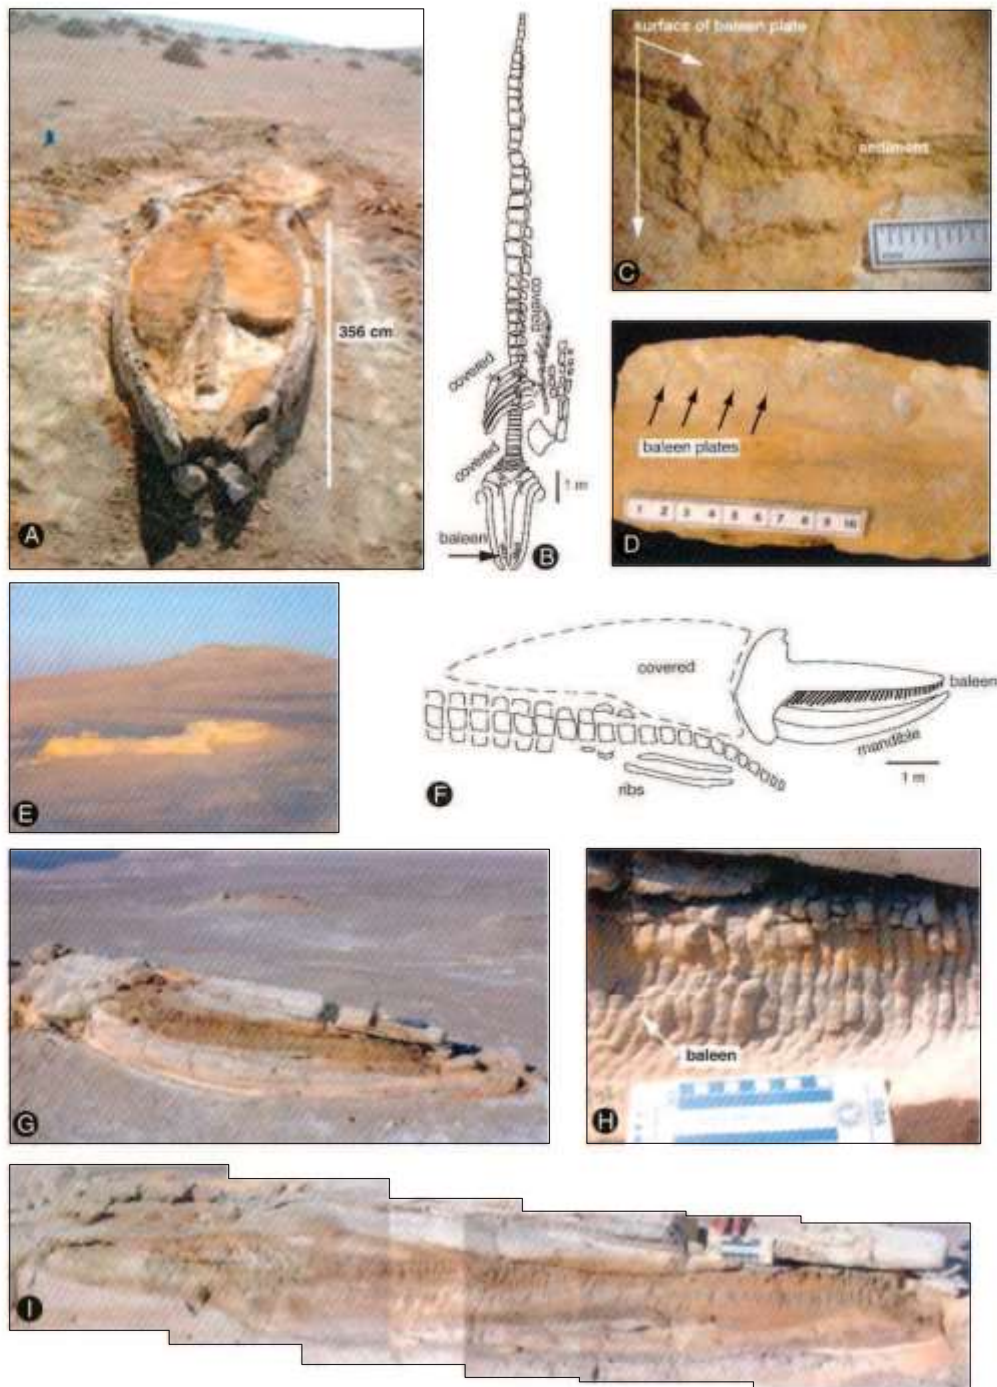 356 cm
A
covered
covered
covered
1 m
baleen
B
surface of baleen plate
sediment
C
baleen plates
1 2 3 4 5 6 7 8 9 10
D
E
covered
baleen
mandible
1 m
ribs
F
G
baleen
H
I